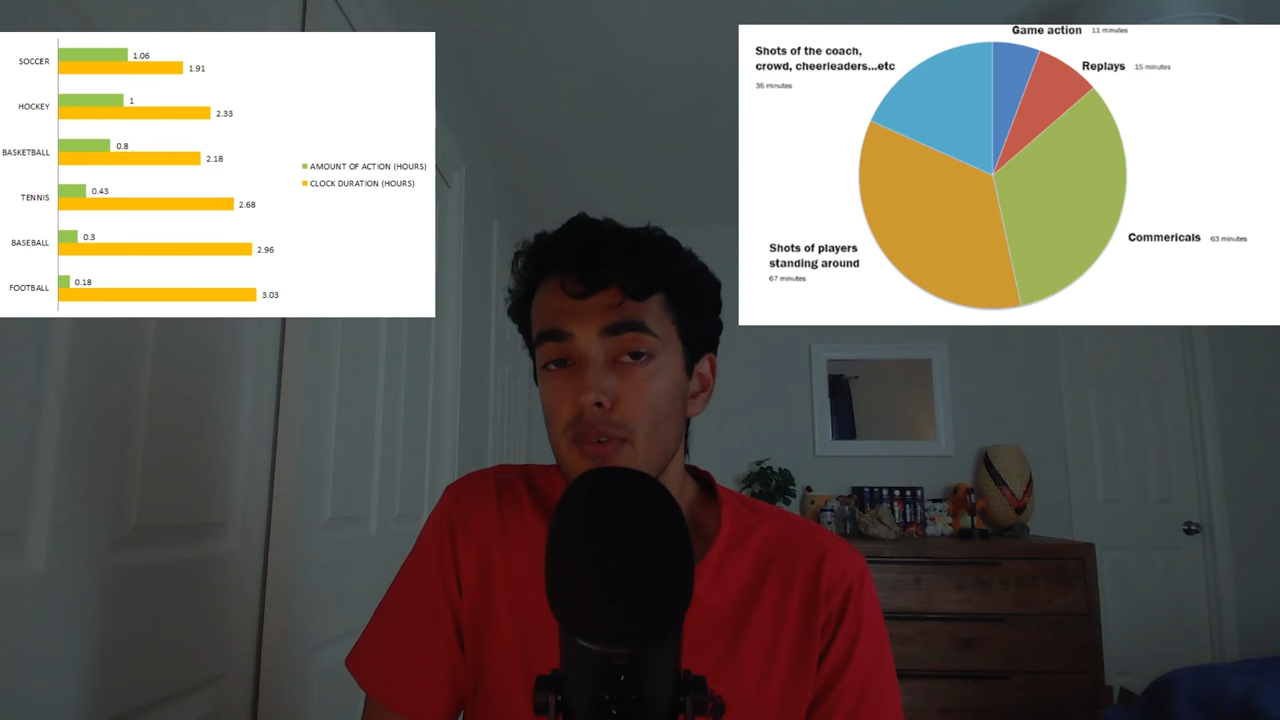 SOCCER
1.06
1.91
HOCKEY
1
2.33
BASKETBALL
0.8
2.18
TENNIS
0.43
2.68
BASEBALL
0.3
2.96
FOOTBALL
0.18
3.03
AMOUNT OF ACTION (HOURS)
CLOCK DURATION (HOURS)
Game action 11 minutes
Shots of the coach,
crowd, cheerleaders...etc
35 minutes
Replays 15 minutes
Commericals 63 minutes
Shots of players
standing around
67 minutes